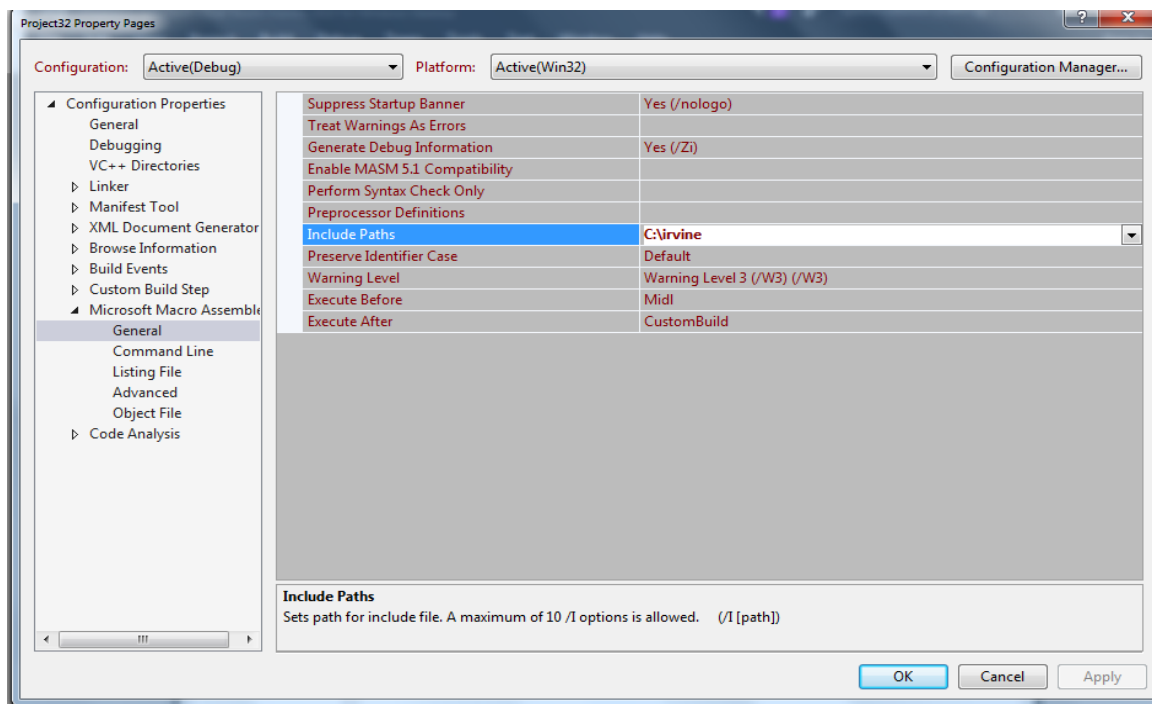 Project32 Property Pages
Configuration: Active(Debug) Platform: Active(Win32) Configuration Manager...
Configuration Properties
General
Debugging
VC++ Directories
Linker
Manifest Tool
XML Document Generator
Browse Information
Build Events
Custom Build Step
Microsoft Macro Assemble
General
Command Line
Listing File
Advanced
Object File
Code Analysis
Suppress Startup Banner Yes (/nologo)
Treat Warnings As Errors
Generate Debug Information Yes (/Zi)
Enable MASM 5.1 Compatibility
Perform Syntax Check Only
Preprocessor Definitions
Include Paths C:\irvine
Preserve Identifier Case Default
Warning Level Warning Level 3 (/W3) (/W3)
Execute Before Midl
Execute After CustomBuild
Include Paths
Sets path for include file. A maximum of 10 /I options is allowed. (/I [path])
OK Cancel Apply